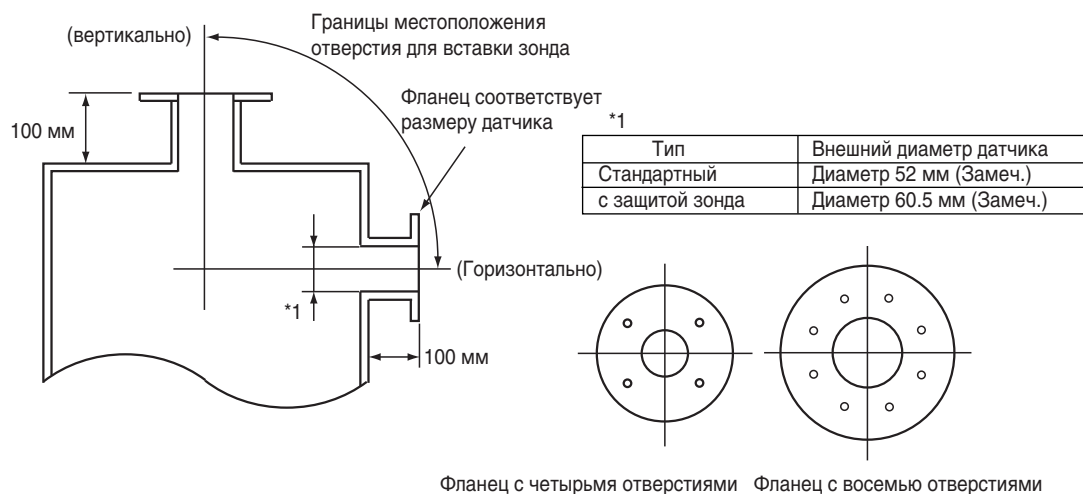 (вертикально)
Границы местоположения
отверстия для вставки зонда
Фланец соответствует
размеру датчика
100 мм
*1
Тип Внешний диаметр датчика
Стандартный Диаметр 52 мм (Замеч.)
с защитой зонда Диаметр 60.5 мм (Замеч.)
(Горизонтально)
*1
100 мм
Фланец с четырьмя отверстиями Фланец с восемью отверстиями